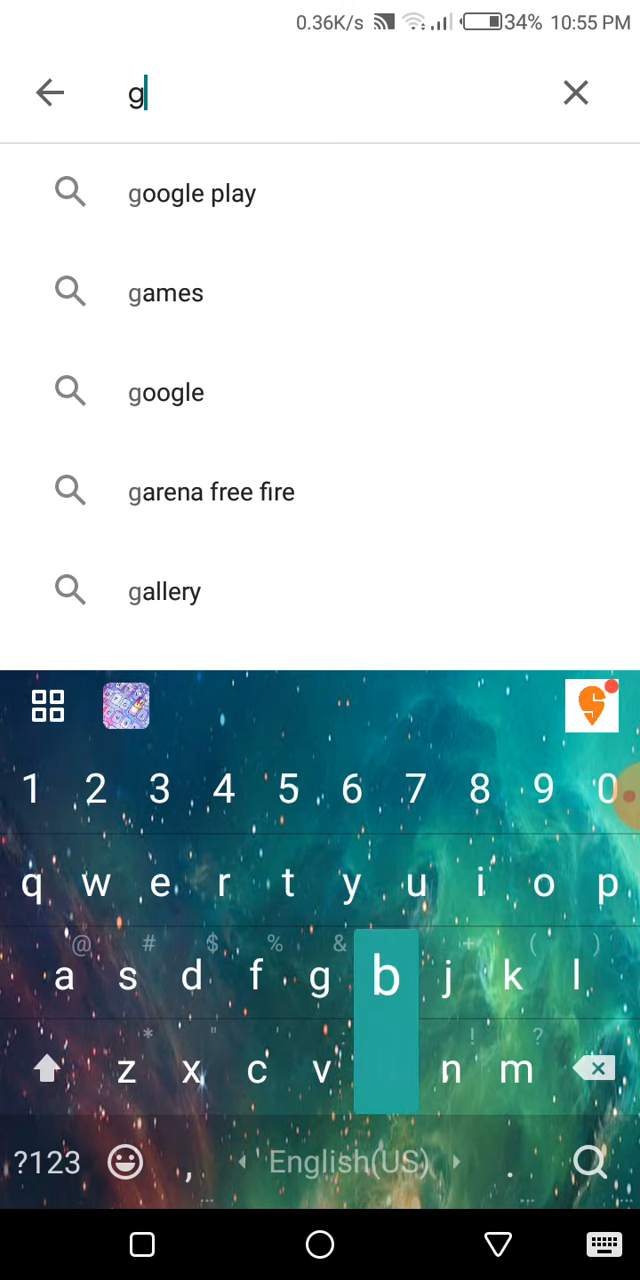 0.36K/s 34% 10:55 PM
g
google play
games
google
garena free fire
gallery
1 2 3 4 5 6 7 8 9 0
q w e r t y u i o p
@ # $ % & + ( )
a s d f g b j k l
* " ' : ! ?
z x c v n m
?123 , English(US) .